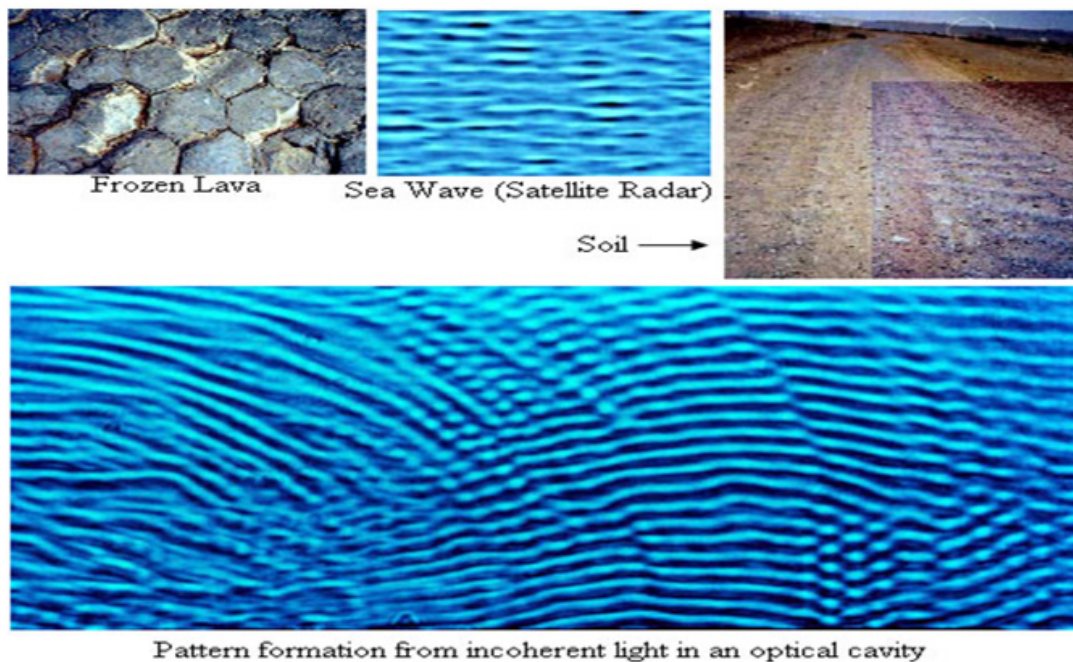 Frozen Lava
Sea Wave (Satellite Radar)
Soil
Pattern formation from incoherent light in an optical cavity